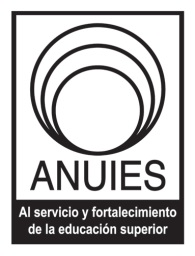 ANUIES
Al servicio y fortalecimiento
de la educación superior